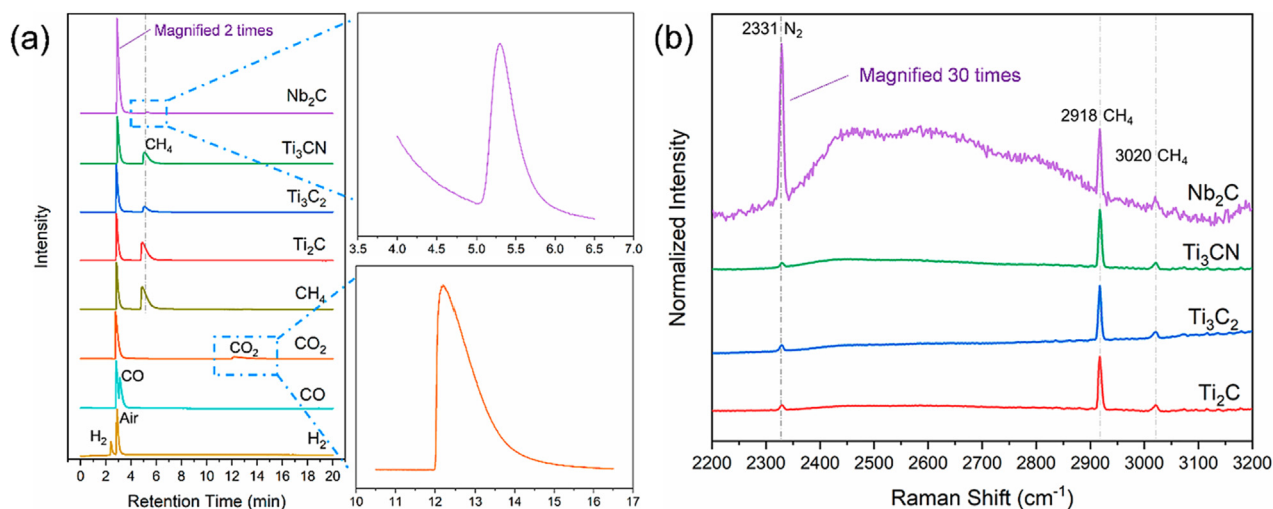 (a)
Magnified 2 times
Nb₂C
CH₄
Ti₃CN
Ti₃C₂
Ti₂C
CH₄
CO₂
CO₂
CO
CO
Air
H₂
H₂
Intensity
0 2 4 6 8 10 12 14 16 18 20
Retention Time (min)
3.5 4.0 4.5 5.0 5.5 6.0 6.5 7.0
10 11 12 13 14 15 16 17
(b)
2331 N₂
Magnified 30 times
2918 CH₄
3020 CH₄
Nb₂C
Ti₃CN
Ti₃C₂
Ti₂C
Normalized Intensity
2200 2300 2400 2500 2600 2700 2800 2900 3000 3100 3200
Raman Shift (cm⁻¹)